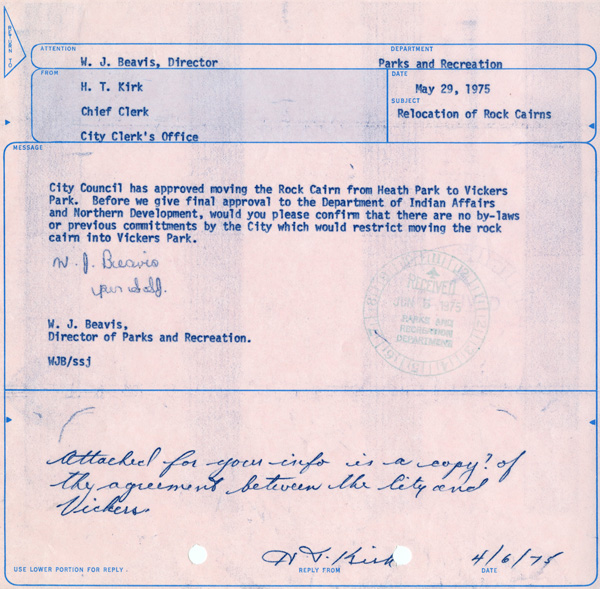 RETURN TO
ATTENTION
W. J. Beavis, Director
DEPARTMENT
Parks and Recreation
FROM
H. T. Kirk
Chief Clerk
City Clerk's Office
DATE
May 29, 1975
SUBJECT
Relocation of Rock Cairns
MESSAGE
City Council has approved moving the Rock Cairn from Heath Park to Vickers
Park. Before we give final approval to the Department of Indian Affairs
and Northern Development, would you please confirm that there are no by-laws
or previous committments by the City which would restrict moving the rock
cairn into Vickers Park.
W. J. Beavis
per
W. J. Beavis,
Director of Parks and Recreation.
WJB/ssj
RECEIVED
JUN 1975
PARKS AND
RECREATION
DEPARTMENT
Attached for your info is a copy? of
the agreement between the City and
Vickers
H T. Kirk
4/6/75
USE LOWER PORTION FOR REPLY
REPLY FROM
DATE